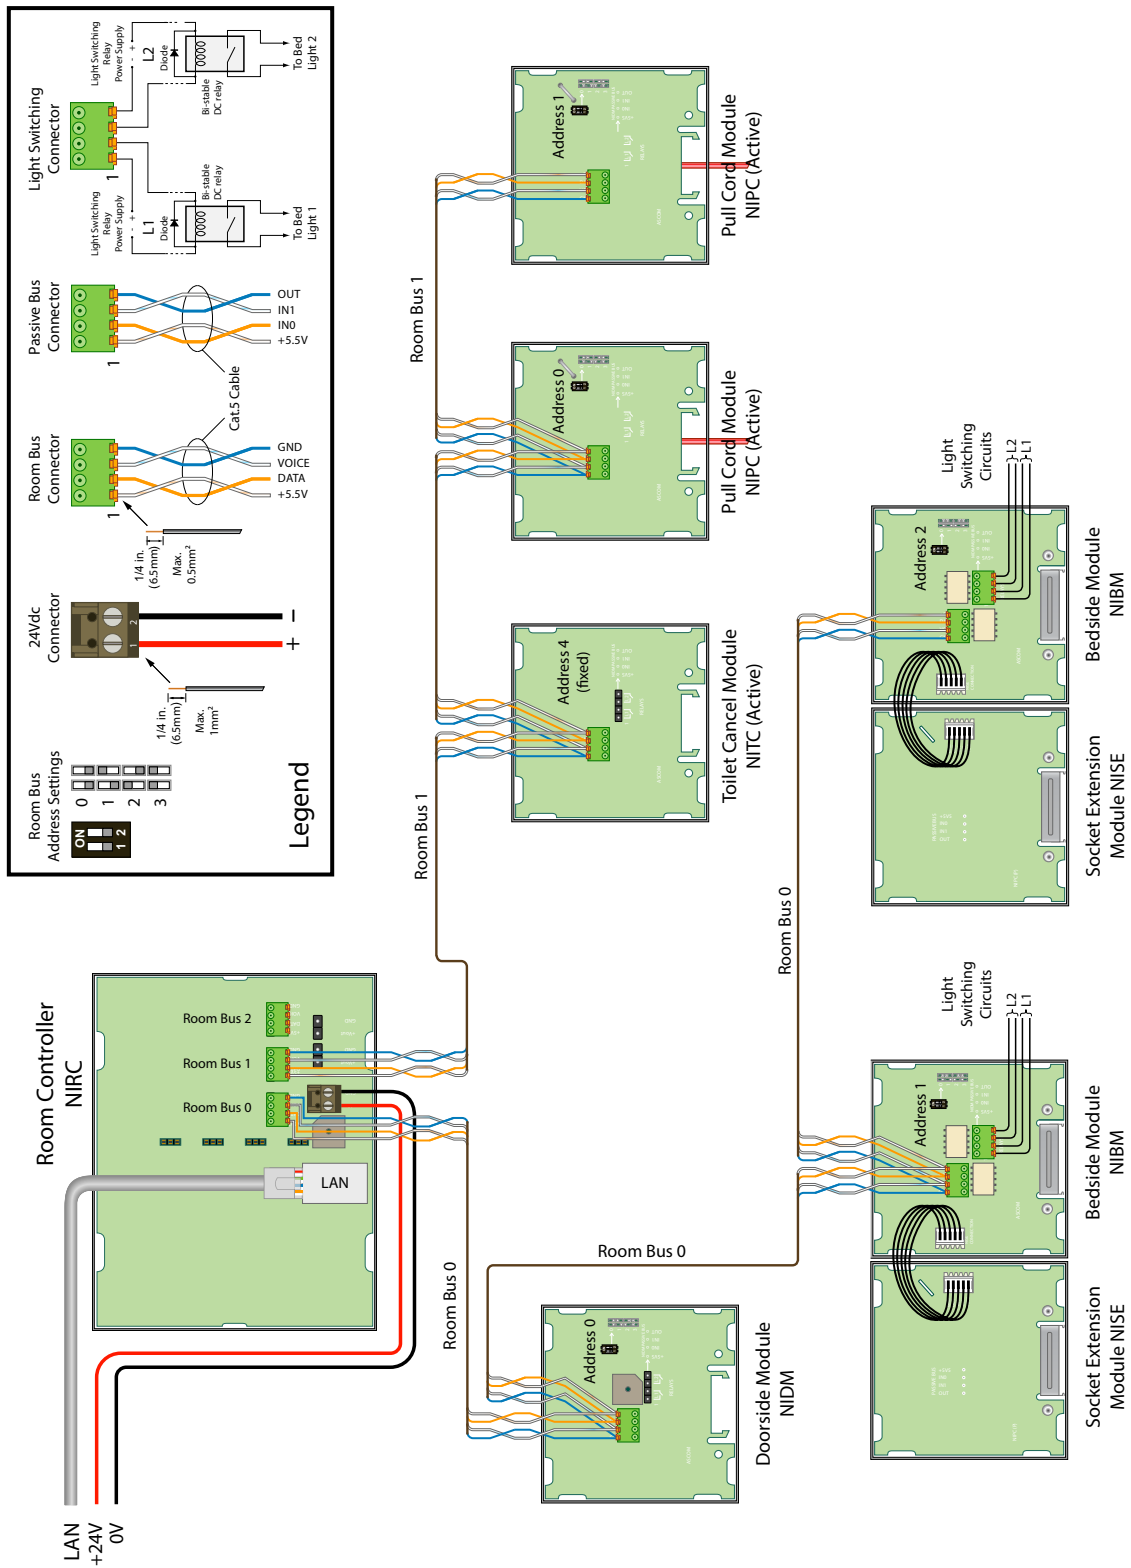 Legend
Room Bus
Address Settings
ON
1 2
0
1
2
3
24Vdc
Connector
1 2
+
–
1/4 in.
(6.5mm)
Max.
1mm²
Room Bus
Connector
1
GND
VOICE
DATA
+5.5V
1/4 in.
(6.5mm)
Max.
0.5mm²
Cat.5 Cable
Passive Bus
Connector
1
OUT
IN1
IN0
+5.5V
Light Switching
Connector
1
Light Switching
Relay
Power Supply
- +
L1
Diode
Bi-stable
DC relay
To Bed
Light 1
Light Switching
Relay
Power Supply
- +
L2
Diode
Bi-stable
DC relay
To Bed
Light 2
Room Controller
NIRC
LAN
+24V
0V
LAN
Room Bus 0
Room Bus 1
Room Bus 2
Room Bus 0
Room Bus 1
Room Bus 1
Room Bus 0
Room Bus 0
Address 0
Doorside Module
NIDM
Address 4
(fixed)
Toilet Cancel Module
NITC (Active)
Address 0
Pull Cord Module
NIPC (Active)
Address 1
Pull Cord Module
NIPC (Active)
Socket Extension
Module NISE
Address 1
Bedside Module
NIBM
Light
Switching
Circuits
L2
L1
Socket Extension
Module NISE
Address 2
Bedside Module
NIBM
Light
Switching
Circuits
L2
L1